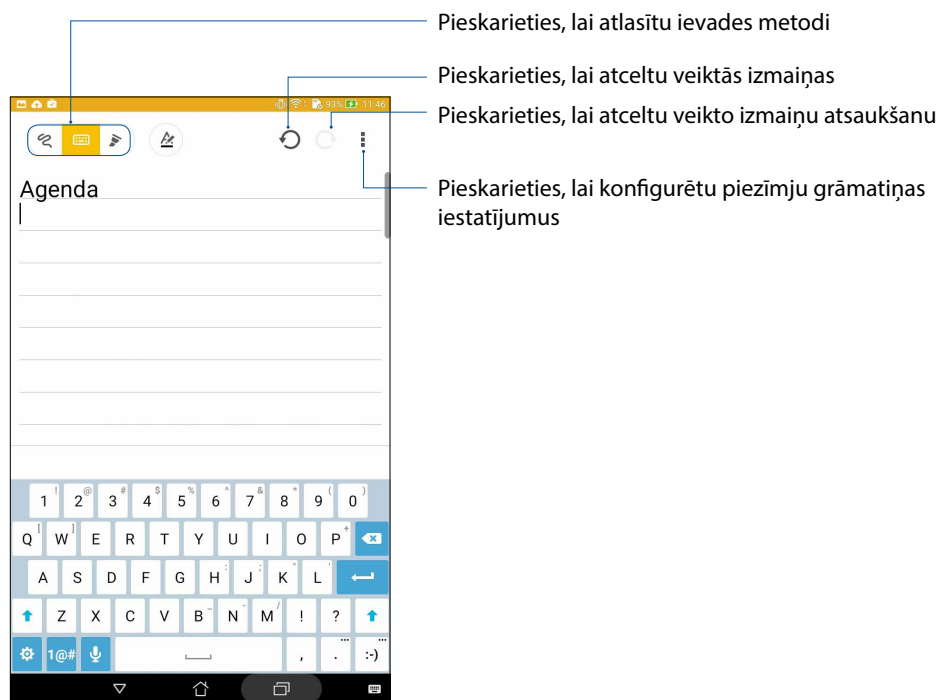 Pieskarieties, lai atlasītu ievades metodi
Pieskarieties, lai atceltu veiktās izmaiņas
Pieskarieties, lai atceltu veikto izmaiņu atsaukšanu
Pieskarieties, lai konfigurētu piezīmju grāmatiņas
iestatījumus
93% 11:46
Agenda
1 ! 2 @ 3 # 4 $ 5 % 6 ^ 7 & 8 * 9 ( 0 )
Q [ W ] E R T Y U I O P +
A S D F G H : J ; K " L '
Z X C V B _ N - M / ! ?
1@# , . ... :-) ...